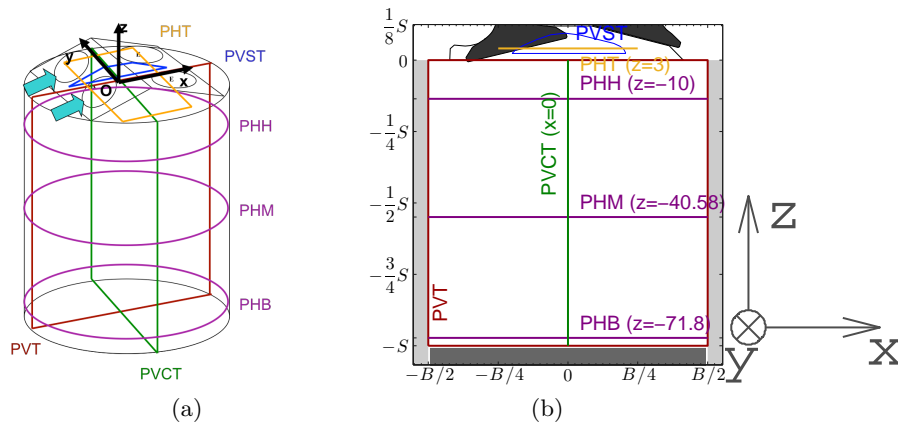 z
PHT
y
PVST
x
O
E
E
PHH
PHM
PHB
PVT
PVCT
(a)
1/8 S
PVST
0
PHT (z=3)
PHH (z=−10)
−1/4 S
PVCT (x=0)
−1/2 S
PHM (z=−40.58)
−3/4 S
PVT
PHB (z=−71.8)
−S
−B/2
−B/4
0
B/4
B/2
Z
y
X
(b)